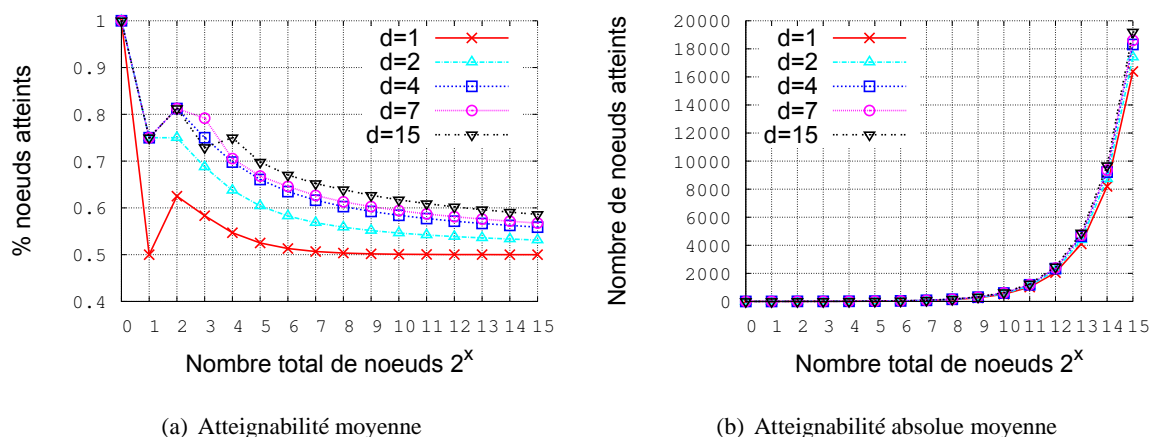 % noeuds atteints
1
0.9
0.8
0.7
0.6
0.5
0.4
d=1
d=2
d=4
d=7
d=15
0 1 2 3 4 5 6 7 8 9 10 11 12 13 14 15
Nombre total de noeuds 2^x
(a) Atteignabilité moyenne
Nombre de noeuds atteints
20000
18000
16000
14000
12000
10000
8000
6000
4000
2000
0
d=1
d=2
d=4
d=7
d=15
0 1 2 3 4 5 6 7 8 9 10 11 12 13 14 15
Nombre total de noeuds 2^x
(b) Atteignabilité absolue moyenne